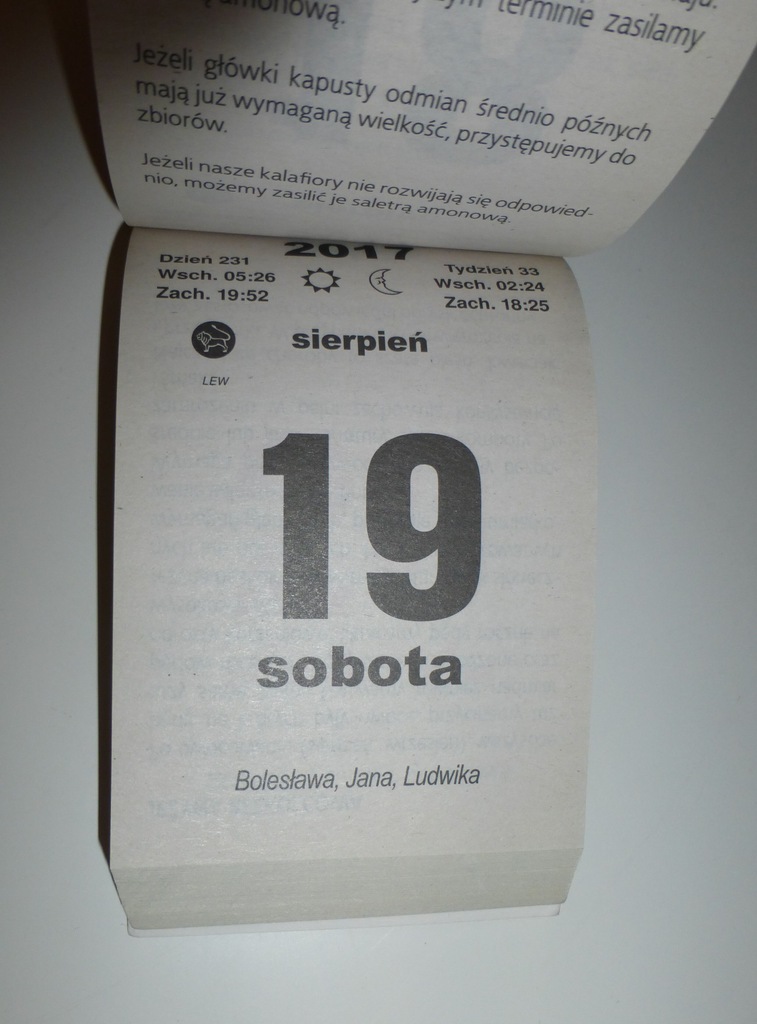 terminie zasilamy
amonową.
Jeżeli główki kapusty odmian średnio późnych
mają już wymaganą wielkość, przystępujemy do
zbiorów.
Jeżeli nasze kalafiory nie rozwijają się odpowied-
nio, możemy zasilić je saletrą amonową.
2017
Dzień 231
Wsch. 05:26
Zach. 19:52
Tydzień 33
Wsch. 02:24
Zach. 18:25
LEW
sierpień
19
sobota
Bolesława, Jana, Ludwika